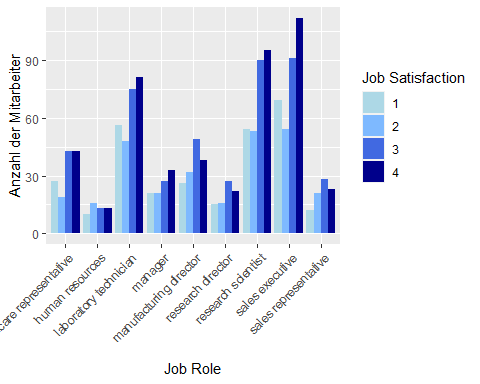 Anzahl der Mitarbeiter
90
60
30
0
care representative
human resources
laboratory technician
manager
manufacturing director
research director
research scientist
sales executive
sales representative
Job Role
Job Satisfaction
1
2
3
4